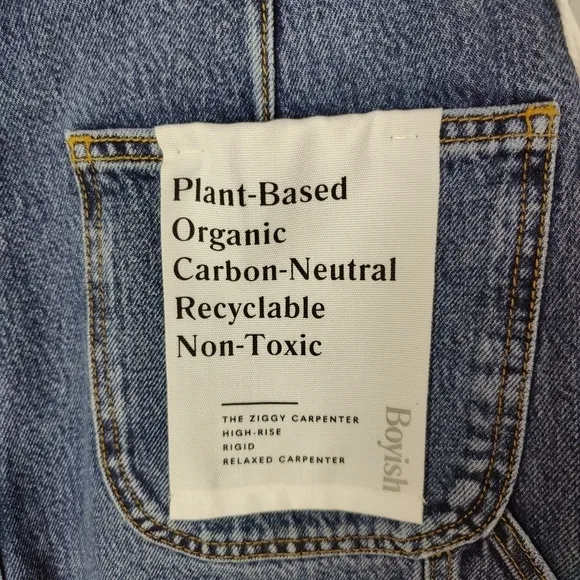 Plant-Based
Organic
Carbon-Neutral
Recyclable
Non-Toxic
THE ZIGGY CARPENTER
HIGH-RISE
RIGID
RELAXED CARPENTER
Boyish